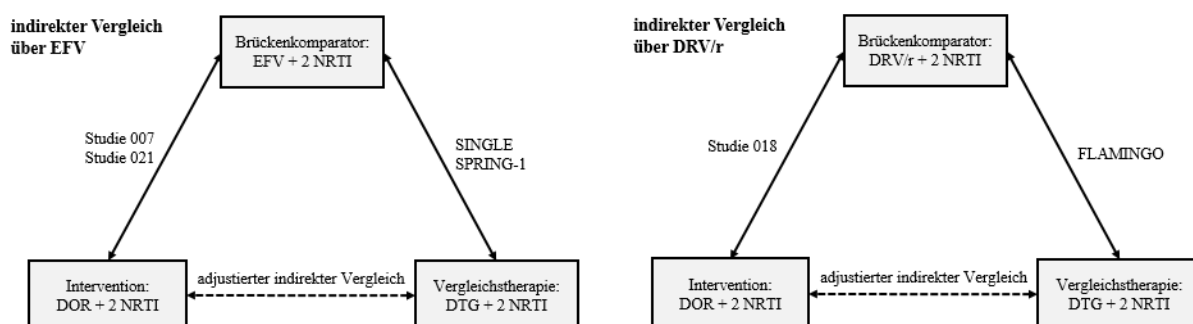 indirekter Vergleich
über EFV
Brückenkomparator:
EFV + 2 NRTI
Studie 007
Studie 021
SINGLE
SPRING-1
Intervention:
DOR + 2 NRTI
adjustierter indirekter Vergleich
Vergleichstherapie:
DTG + 2 NRTI
indirekter Vergleich
über DRV/r
Brückenkomparator:
DRV/r + 2 NRTI
Studie 018
FLAMINGO
Intervention:
DOR + 2 NRTI
adjustierter indirekter Vergleich
Vergleichstherapie:
DTG + 2 NRTI